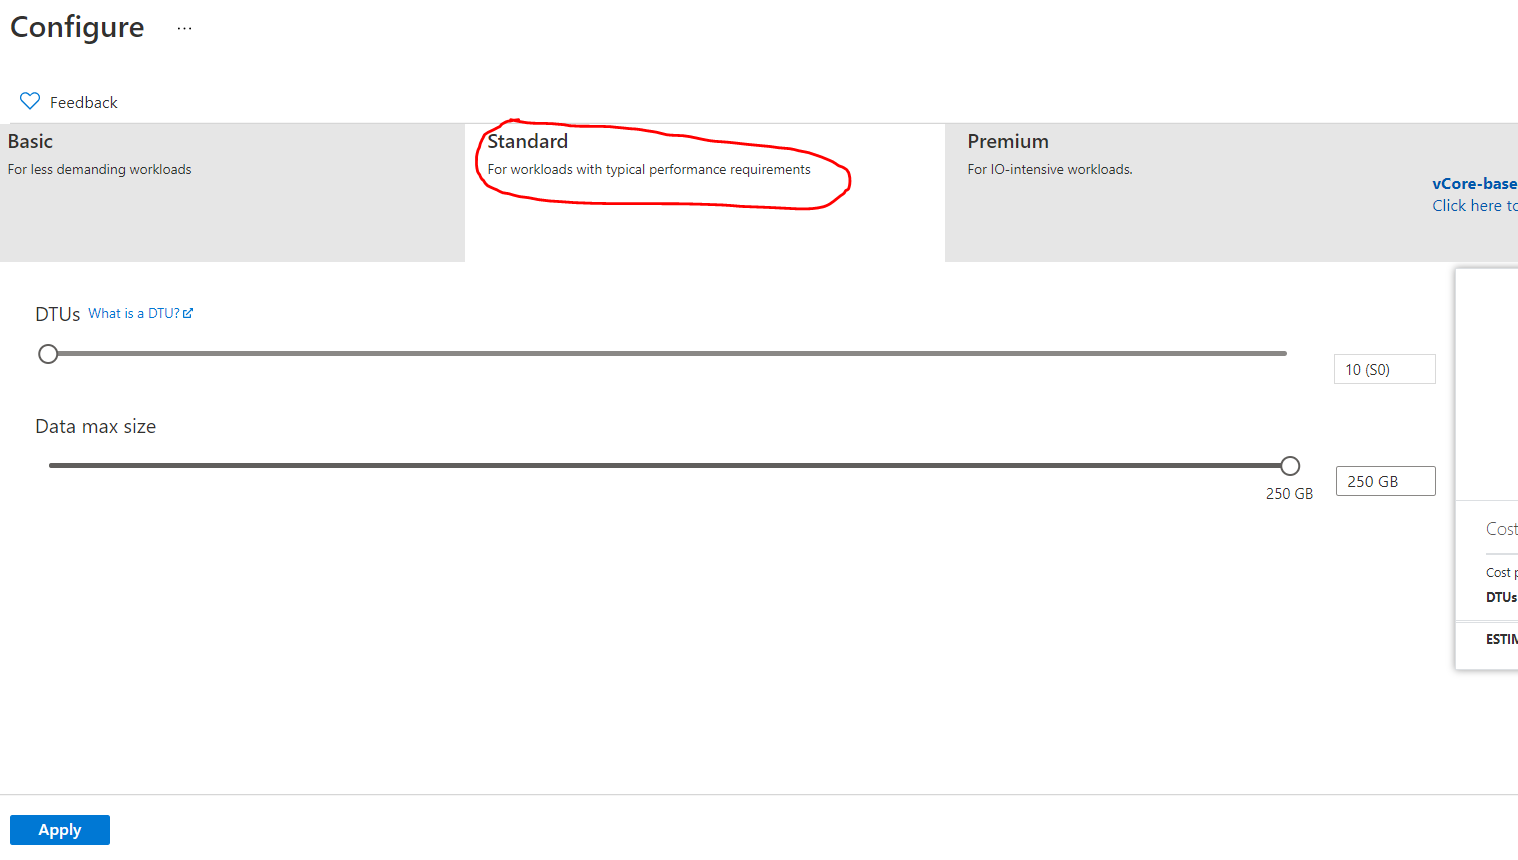 Configure ...
Feedback
Basic
For less demanding workloads
Standard
For workloads with typical performance requirements
Premium
For IO-intensive workloads.
vCore-base
Click here to
DTUs What is a DTU?
10 (S0)
Data max size
250 GB
250 GB
Cost
Cost p
DTUs
ESTIM
Apply